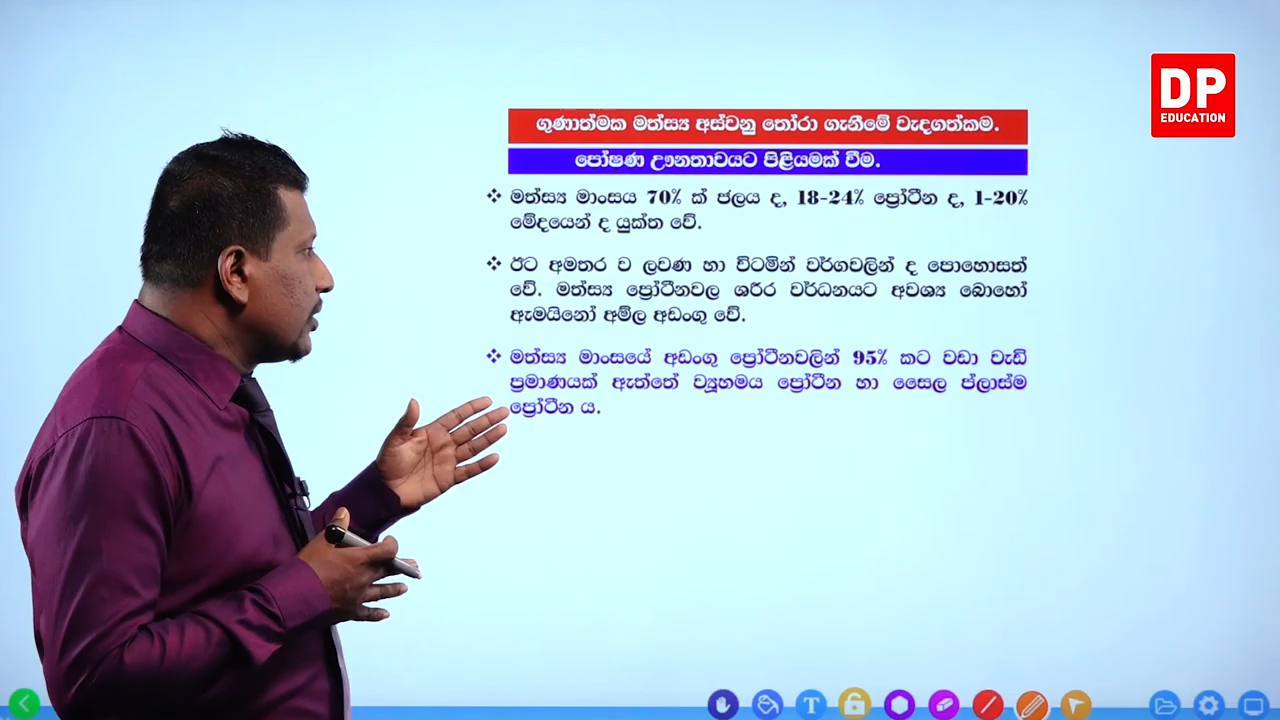 DP
EDUCATION
ගුණාත්මක මත්ස්‍ය අස්වනු තෝරා ගැනීමේ වැදගත්කම.
පෝෂණ ඌනතාවයට පිළියමක් වීම.
❖ මත්ස්‍ය මාංසය 70% ක් ජලය ද, 18-24% ප්‍රෝටීන ද, 1-20%
මේදයෙන් ද යුක්ත වේ.
❖ ඊට අමතර ව ලවණ හා විටමින් වර්ගවලින් ද පොහොසත්
වේ. මත්ස්‍ය ප්‍රෝටීනවල ශරීර වර්ධනයට අවශ්‍ය බොහෝ
ඇමයිනෝ අම්ල අඩංගු වේ.
❖ මත්ස්‍ය මාංසයේ අඩංගු ප්‍රෝටීනවලින් 95% කට වඩා වැඩි
ප්‍රමාණයක් ඇත්තේ ව්‍යූහමය ප්‍රෝටීන හා සෛල ප්ලාස්ම
ප්‍රෝටීන ය.
T